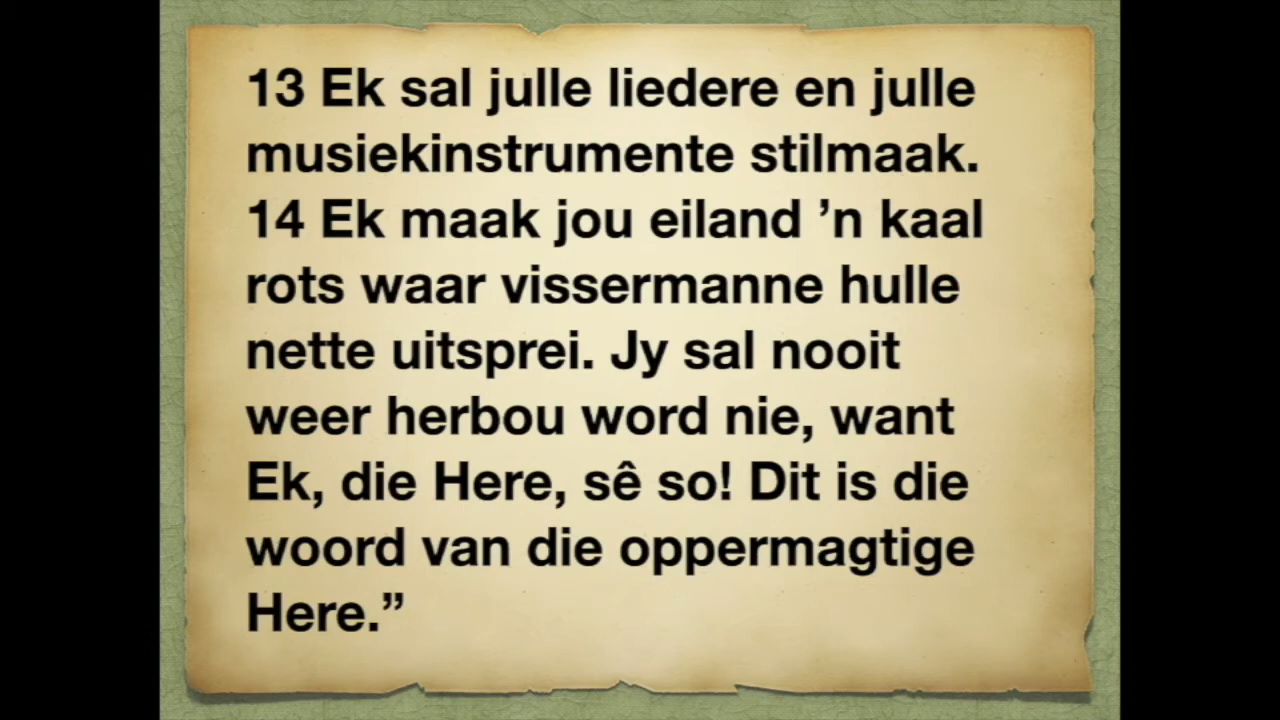 13 Ek sal julle liedere en julle
musiekinstrumente stilmaak.
14 Ek maak jou eiland ’n kaal
rots waar vissermanne hulle
nette uitsprei. Jy sal nooit
weer herbou word nie, want
Ek, die Here, sê so! Dit is die
woord van die oppermagtige
Here.”